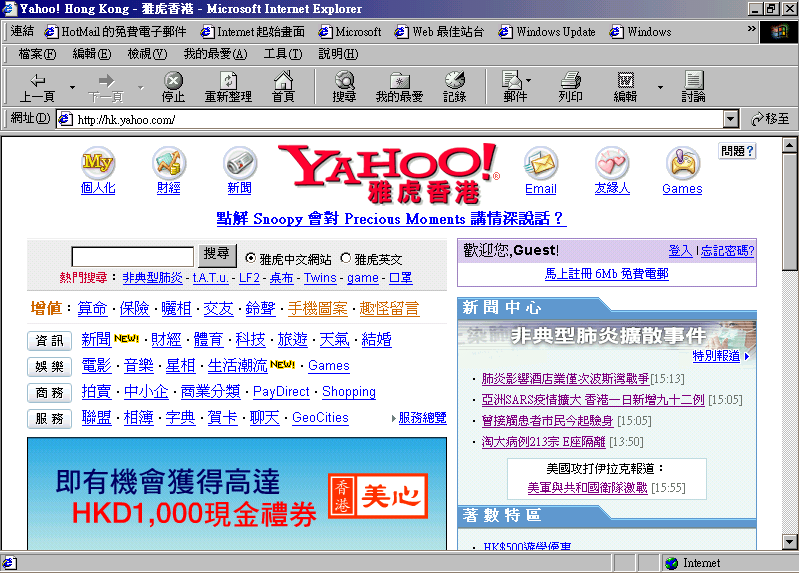 Yahoo! Hong Kong - 雅虎香港 - Microsoft Internet Explorer
連結 HotMail 的免費電子郵件 Internet 起始畫面 Microsoft Web 最佳站台 Windows Update Windows »
檔案(F) 編輯(E) 檢視(V) 我的最愛(A) 工具(T) 說明(H)
上一頁 下一頁 停止 重新整理 首頁 搜尋 我的最愛 記錄 郵件 列印 編輯 討論
網址(D) http://hk.yahoo.com/ 移至
My YAHOO! ® 問題?
個人化 財經 新聞 雅虎香港 Email 友緣人 Games
點解 Snoopy 會對 Precious Moments 講情深說話?
搜尋 雅虎中文網站 雅虎英文
熱門搜尋: 非典型肺炎 - t.A.T.u. - LF2 - 桌布 - Twins - game - 口罩
增值: 算命 · 保險 · 曬相 · 交友 · 鈴聲 · 手機圖案 · 趣怪留言
資訊 新聞 NEW! · 財經 · 體育 · 科技 · 旅遊 · 天氣 · 結婚
娛樂 電影 · 音樂 · 星相 · 生活潮流 NEW! · Games
商務 拍賣 · 中小企 · 商業分類 · PayDirect · Shopping
服務 聯盟 · 相簿 · 字典 · 賀卡 · 聊天 · GeoCities 服務總覽
即有機會獲得高達
HKD1,000現金禮券
香港 美心
歡迎您,Guest! 登入 | 忘記密碼?
馬上註冊 6Mb 免費電郵
新聞中心
非典型肺炎擴散事件
特別報道
· 肺炎影響酒店業僅次波斯灣戰爭 [15:13]
· 亞洲SARS疫情擴大 香港一日新增九十二例 [15:05]
· 曾接觸患者市民今起驗身 [15:05]
· 淘大病例213宗 E座隔離 [13:50]
美國攻打伊拉克報道:
美軍與共和國衛隊激戰 [15:55]
著數特區
· HK$500遊學優惠
Internet